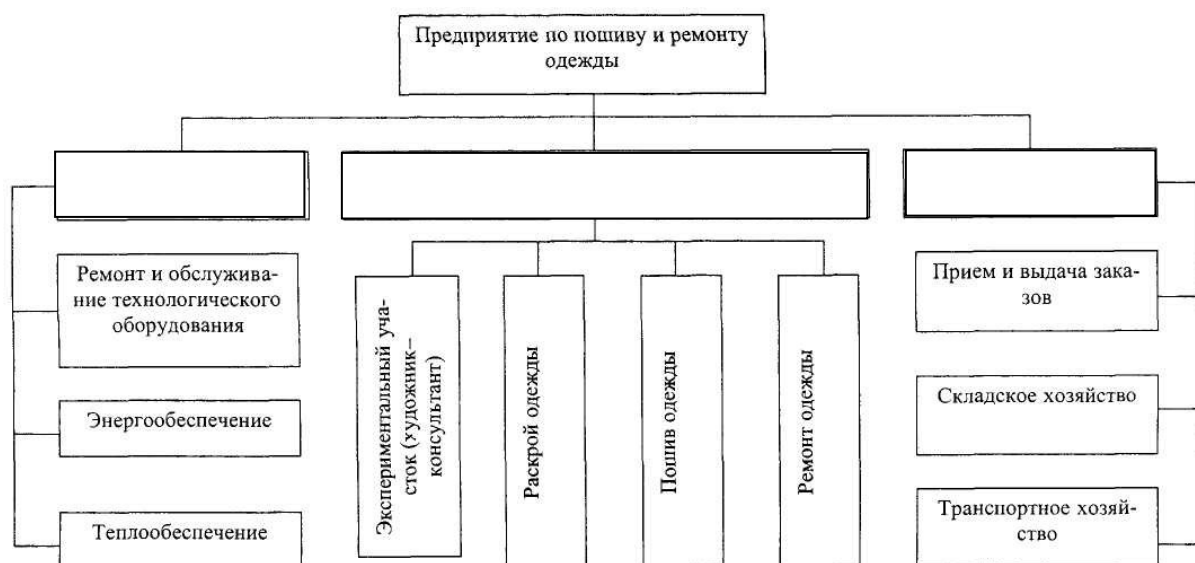 Предприятие по пошиву и ремонту
одежды
Ремонт и обслужива-
ние технологического
оборудования
Энергообеспечение
Теплообеспечение
Экспериментальный уча-
сток (художник–
консультант)
Раскрой одежды
Пошив одежды
Ремонт одежды
Прием и выдача зака-
зов
Складское хозяйство
Транспортное хозяй-
ство